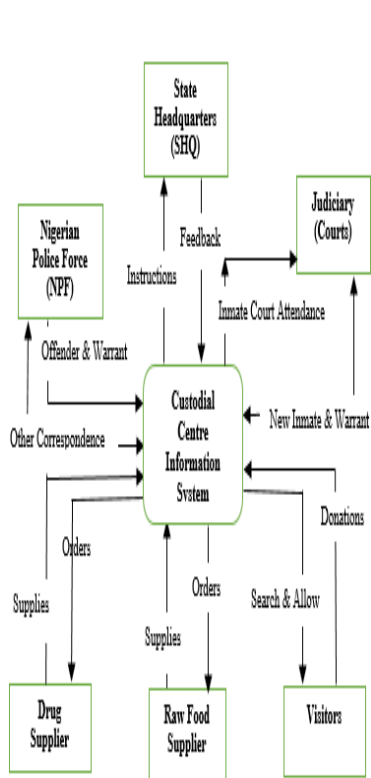 State
Headquarters
(SHQ)
Judiciary
(Courts)
Nigerian
Police Force
(NPF)
Feedback
Instructions
Inmate Court Attendance
Offender & Warrant
Custodial
Centre
Information
System
New Inmate & Warrant
Other Correspondence
Donations
Orders
Orders
Search & Allow
Supplies
Supplies
Drug
Supplier
Raw Food
Supplier
Visitors